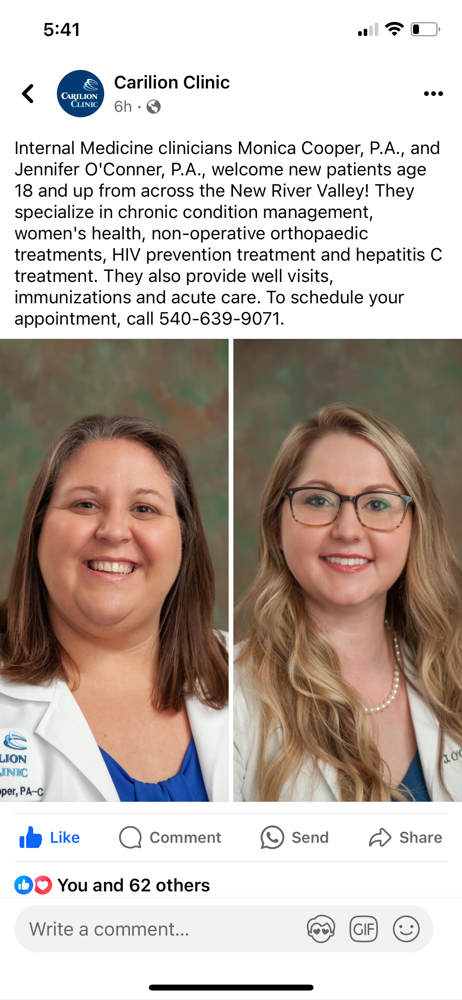 5:41
CARILION
CLINIC
Carilion Clinic
6h ·
Internal Medicine clinicians Monica Cooper, P.A., and
Jennifer O'Conner, P.A., welcome new patients age
18 and up from across the New River Valley! They
specialize in chronic condition management,
women's health, non-operative orthopaedic
treatments, HIV prevention treatment and hepatitis C
treatment. They also provide well visits,
immunizations and acute care. To schedule your
appointment, call 540-639-9071.
LION
LINIC
oper, PA-C
J. O'C
Like
Comment
Send
Share
You and 62 others
Write a comment...
GIF